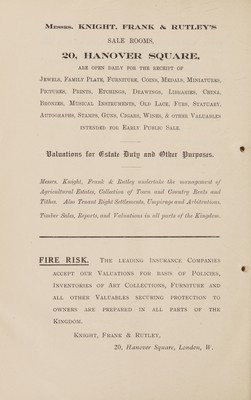 Messrs. KNIGHT, FRANK & RUTLEY'S
SALE ROOMS,
20, HANOVER SQUARE,
ARE OPEN DAILY FOR THE RECEIPT OF
JEWELS, FAMILY PLATE, FURNITURE, COINS, MEDALS, MINIATURES,
PICTURES, PRINTS, ETCHINGS, DRAWINGS, LIBRARIES, CHINA,
BRONZES, MUSICAL INSTRUMENTS, OLD LACE, FURS, STATUARY,
AUTOGRAPHS, STAMPS, GUNS, CIGARS, WINES, & OTHER VALUABLES
INTENDED FOR EARLY PUBLIC SALE.
Valuations for Estate Duty and Other Purposes.
Messrs. Knight, Frank & Rutley undertake the management of
Agricultural Estates, Collection of Town and Country Rents and
Tithes. Also Tenant Right Settlements, Umpirage and Arbitrations.
Timber Sales, Reports, and Valuations in all parts of the Kingdom.
FIRE RISK. THE LEADING INSURANCE COMPANIES
ACCEPT OUR VALUATIONS FOR BASIS OF POLICIES,
INVENTORIES OF ART COLLECTIONS, FURNITURE AND
ALL OTHER VALUABLES SECURING PROTECTION TO
OWNERS ARE PREPARED IN ALL PARTS OF THE
KINGDOM.
KNIGHT, FRANK & RUTLEY,
20, Hanover Square, London, W.